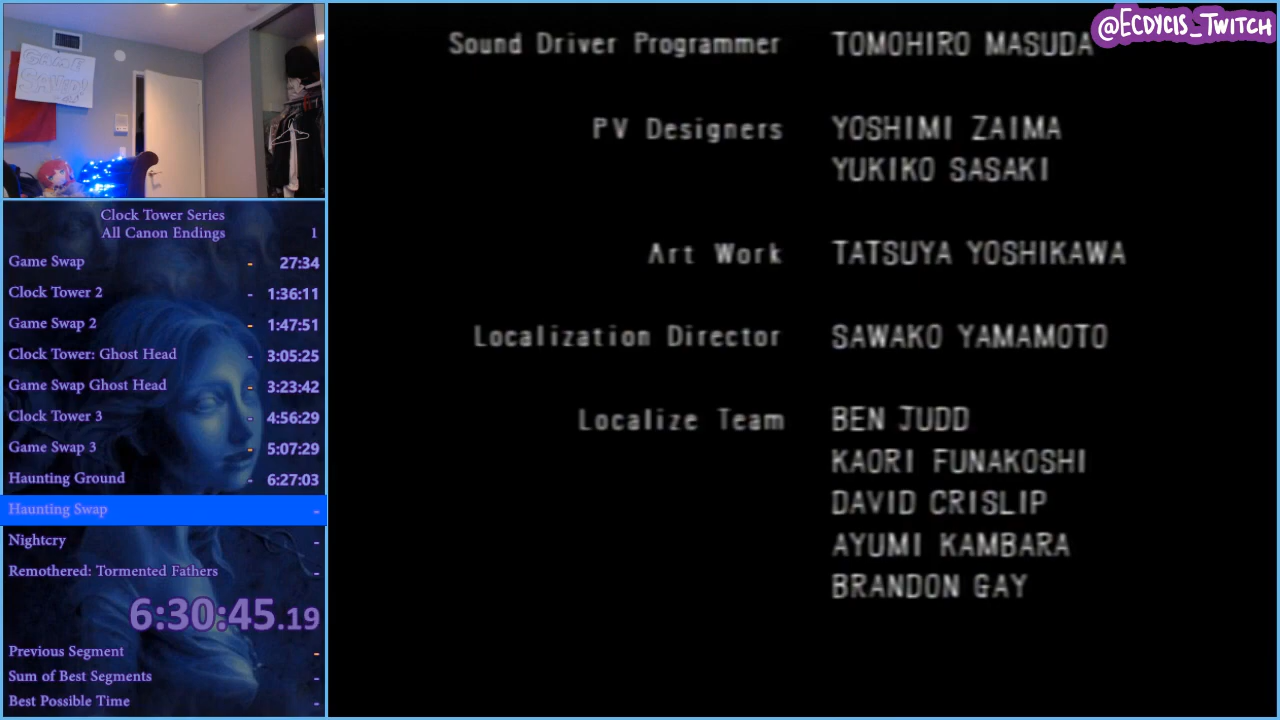 GAME
SAVED!
@ECDYCIS_TWITCH
Clock Tower Series
All Canon Endings 1
Game Swap - 27:34
Clock Tower 2 - 1:36:11
Game Swap 2 - 1:47:51
Clock Tower: Ghost Head - 3:05:25
Game Swap Ghost Head - 3:23:42
Clock Tower 3 - 4:56:29
Game Swap 3 - 5:07:29
Haunting Ground - 6:27:03
Haunting Swap -
Nightcry -
Remothered: Tormented Fathers -
6:30:45.19
Previous Segment -
Sum of Best Segments -
Best Possible Time -
Sound Driver Programmer TOMOHIRO MASUDA
PV Designers YOSHIMI ZAIMA
YUKIKO SASAKI
Art Work TATSUYA YOSHIKAWA
Localization Director SAWAKO YAMAMOTO
Localize Team BEN JUDD
KAORI FUNAKOSHI
DAVID CRISLIP
AYUMI KAMBARA
BRANDON GAY